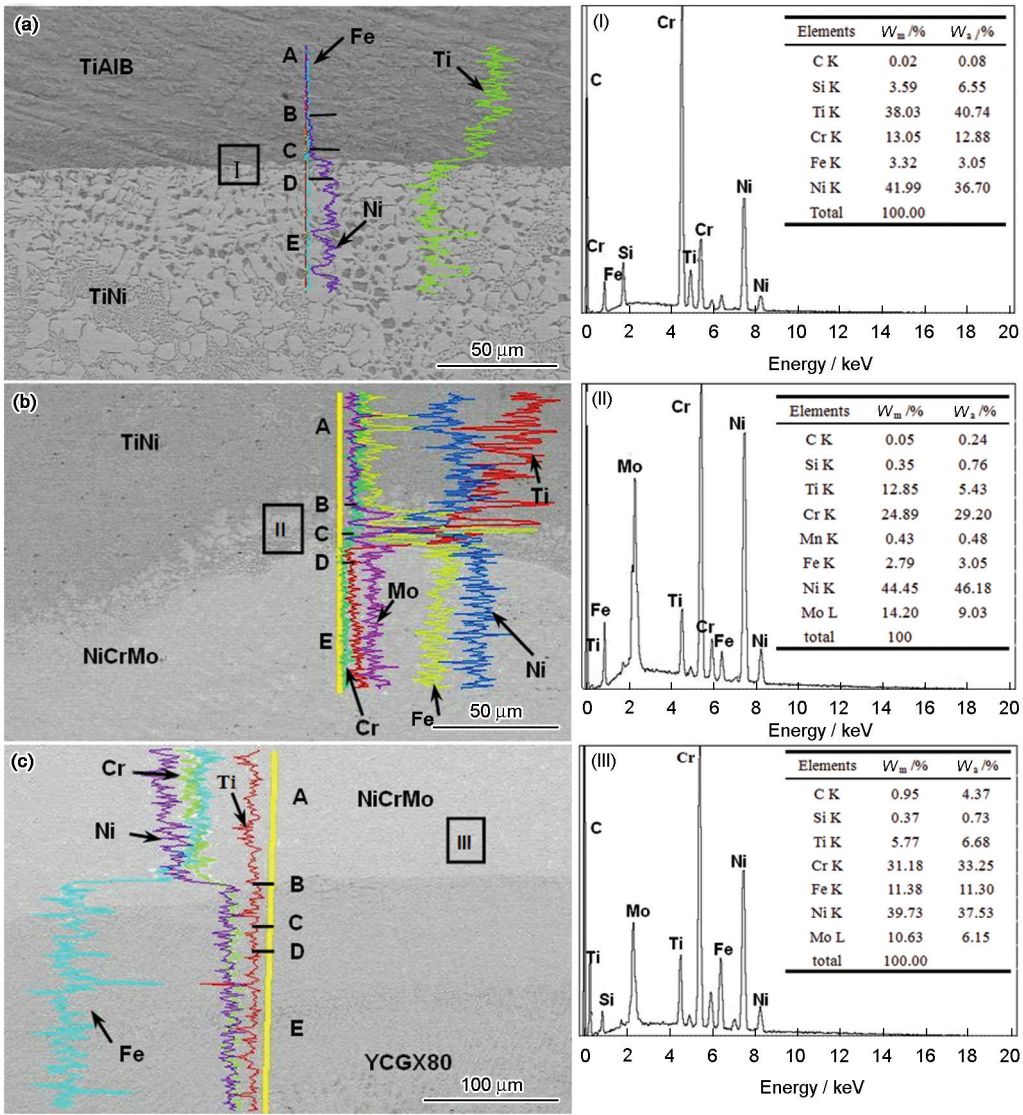 (a)
TiAlB
A
Fe
Ti
B
C
I
D
Ni
E
TiNi
50 μm
(I)
Cr
C
Elements Wm/% Wa/%
C K 0.02 0.08
Si K 3.59 6.55
Ti K 38.03 40.74
Cr K 13.05 12.88
Fe K 3.32 3.05
Ni K 41.99 36.70
Total 100.00
Ni
Cr
Cr
Si
Fe
Ti
Ni
0 2 4 6 8 10 12 14 16 18 20
Energy / keV
(b)
TiNi
A
Ti
B
II
C
D
Mo
E
NiCrMo
Ni
Cr
Fe
50 μm
(II)
Cr
Ni
Mo
Elements Wm/% Wa/%
C K 0.05 0.24
Si K 0.35 0.76
Ti K 12.85 5.43
Cr K 24.89 29.20
Mn K 0.43 0.48
Fe K 2.79 3.05
Ni K 44.45 46.18
Mo L 14.20 9.03
total 100
Fe
Ti
Ti
Cr
Fe
Ni
0 2 4 6 8 10 12 14 16 18 20
Energy / keV
(c)
Cr
Ti
A
NiCrMo
Ni
III
B
C
D
E
Fe
YCGX80
100 μm
(III)
Cr
C
Elements Wm/% Wa/%
C K 0.95 4.37
Si K 0.37 0.73
Ti K 5.77 6.68
Cr K 31.18 33.25
Fe K 11.38 11.30
Ni K 39.73 37.53
Mo L 10.63 6.15
total 100.00
Ni
Mo
Ti
Ti
Fe
Si
Ni
0 2 4 6 8 10 12 14 16 18 20
Energy / keV